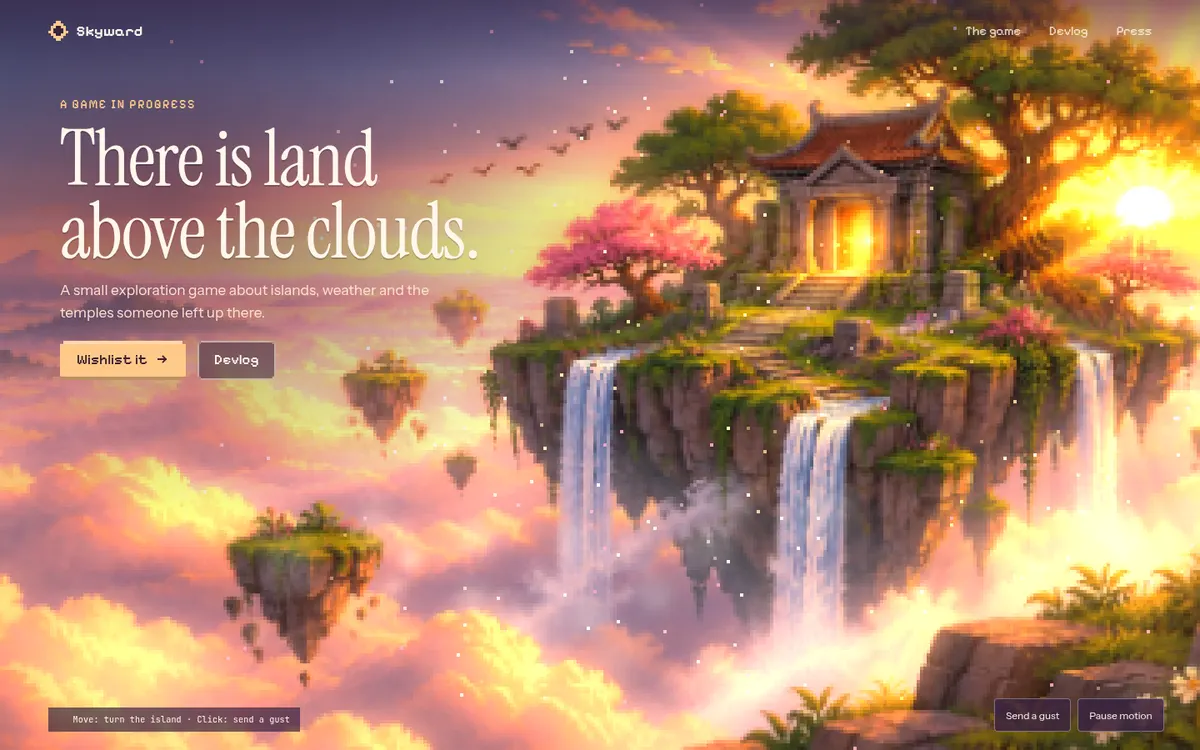 Skyward
The game
Devlog
Press
A GAME IN PROGRESS
There is land
above the clouds.
A small exploration game about islands, weather and the
temples someone left up there.
Wishlist it →
Devlog
Move: turn the island · Click: send a gust
Send a gust
Pause motion